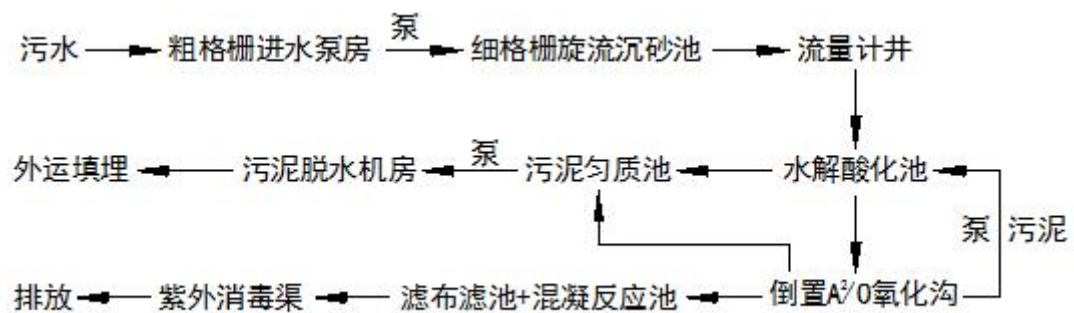 污水 粗格栅进水泵房 泵 细格栅旋流沉砂池 流量计井
外运填埋 污泥脱水机房 泵 污泥匀质池 水解酸化池
泵 污泥
排放 紫外消毒渠 滤布滤池+混凝反应池 倒置A²/O氧化沟